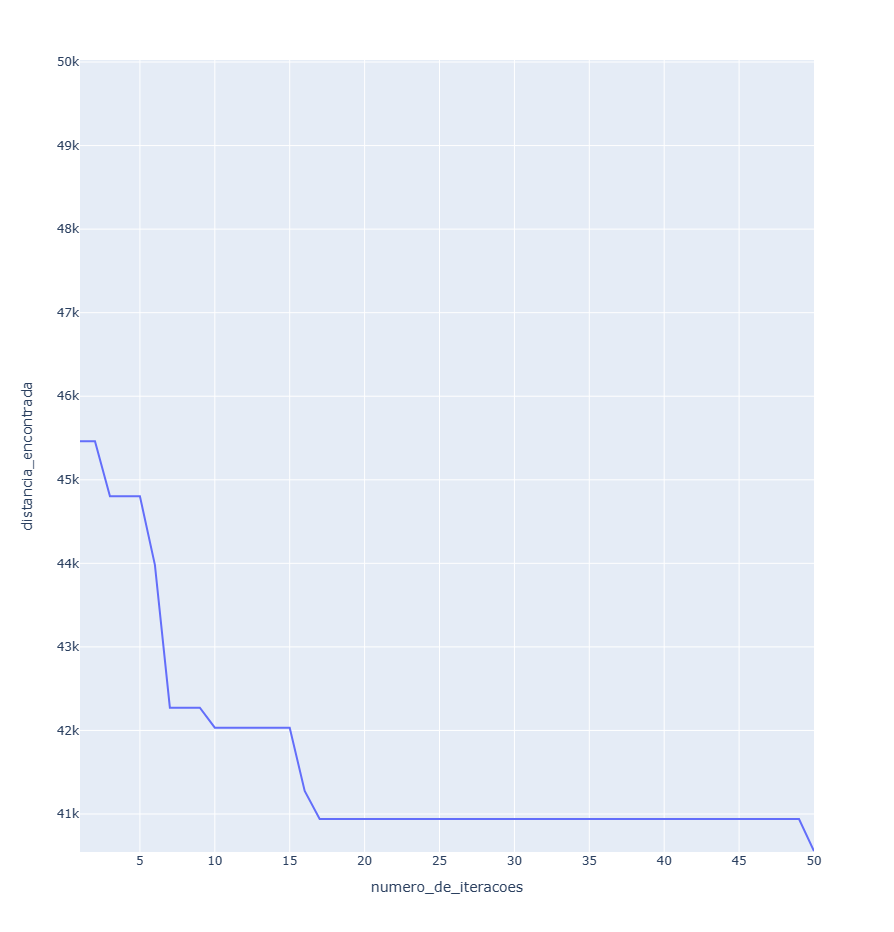 50k
49k
48k
47k
46k
45k
44k
43k
42k
41k
distancia_encontrada
5 10 15 20 25 30 35 40 45 50
numero_de_iteracoes